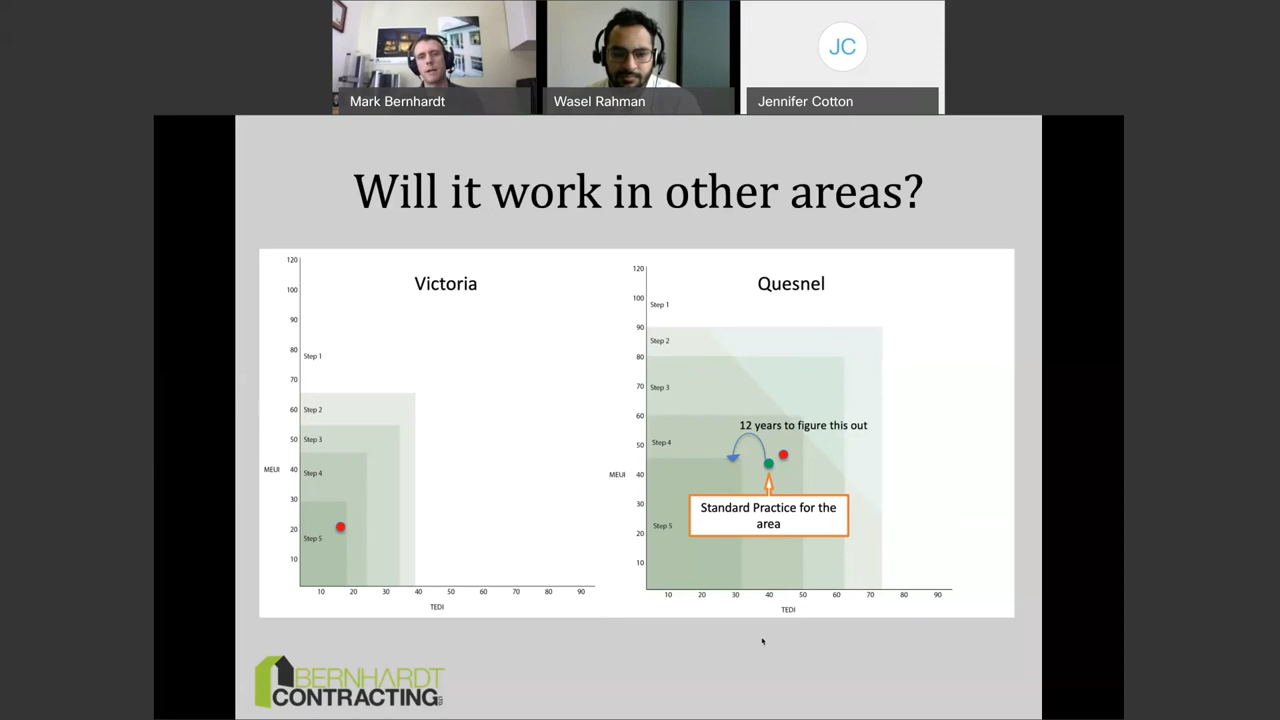 Mark Bernhardt
Wasel Rahman
JC
Jennifer Cotton
Will it work in other areas?
Victoria
120
100
90
80
70
60
50
40
30
20
10
MEUI
Step 1
Step 2
Step 3
Step 4
Step 5
10 20 30 40 50 60 70 80 90
TEDI
Quesnel
120
100
90
80
70
60
50
40
30
20
10
MEUI
Step 1
Step 2
Step 3
Step 4
Step 5
12 years to figure this out
Standard Practice for the
area
10 20 30 40 50 60 70 80 90
TEDI
BERNHARDT
CONTRACTING LTD